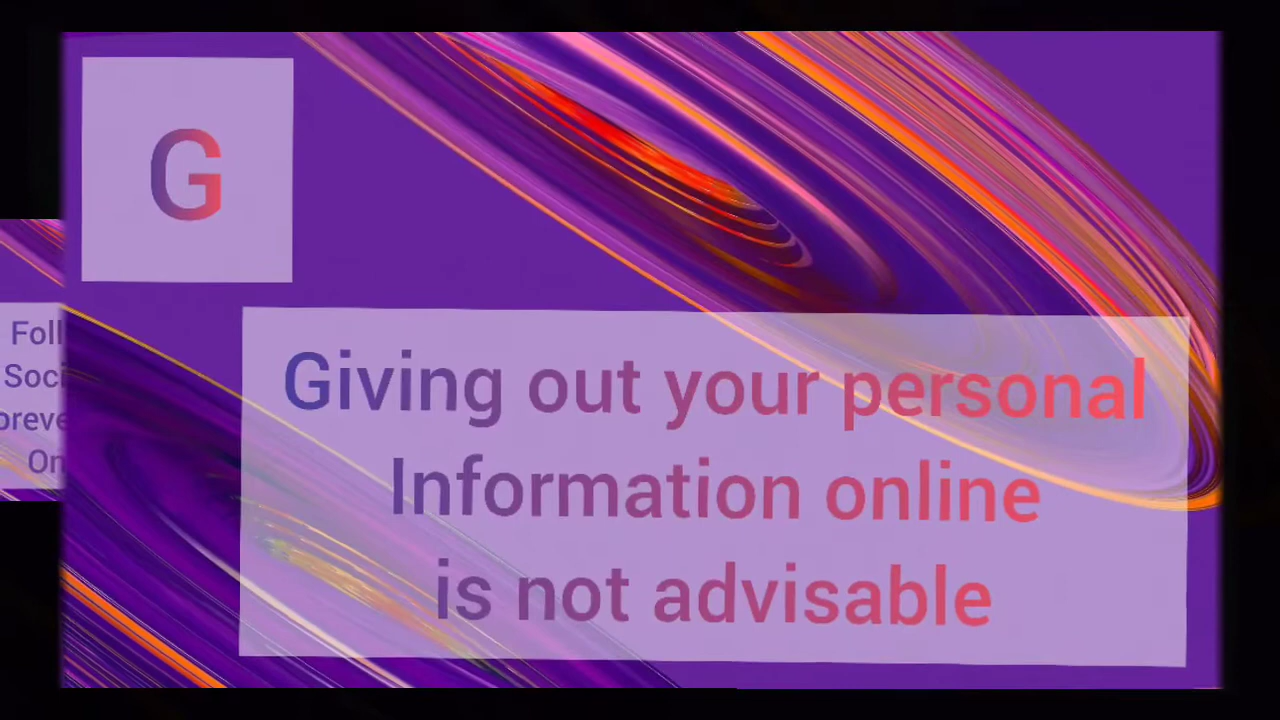 G
Giving out your personal
Information online
is not advisable